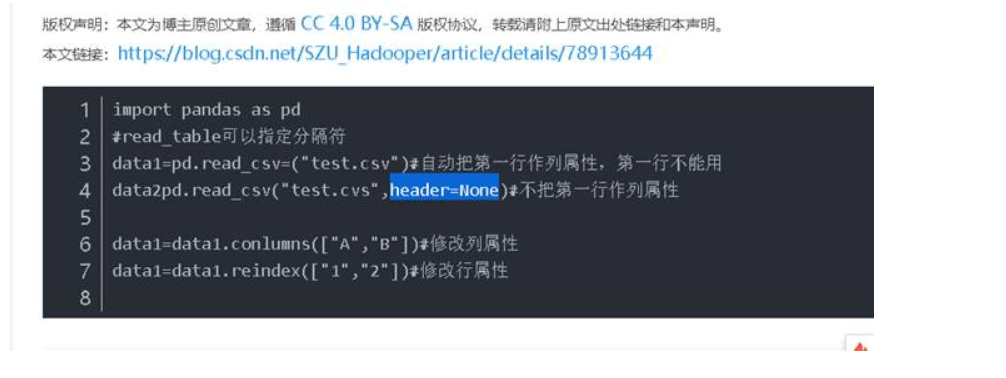 版权声明：本文为博主原创文章，遵循 CC 4.0 BY-SA 版权协议，转载请附上原文出处链接和本声明。
本文链接：https://blog.csdn.net/SZU_Hadooper/article/details/78913644
1 import pandas as pd
2 #read_table可以指定分隔符
3 data1=pd.read_csv=("test.csv")#自动把第一行作列属性，第一行不能用
4 data2pd.read_csv("test.cvs",header=None)#不把第一行作列属性
5
6 data1=data1.conlumns(["A","B"])#修改列属性
7 data1=data1.reindex(["1","2"])#修改行属性
8